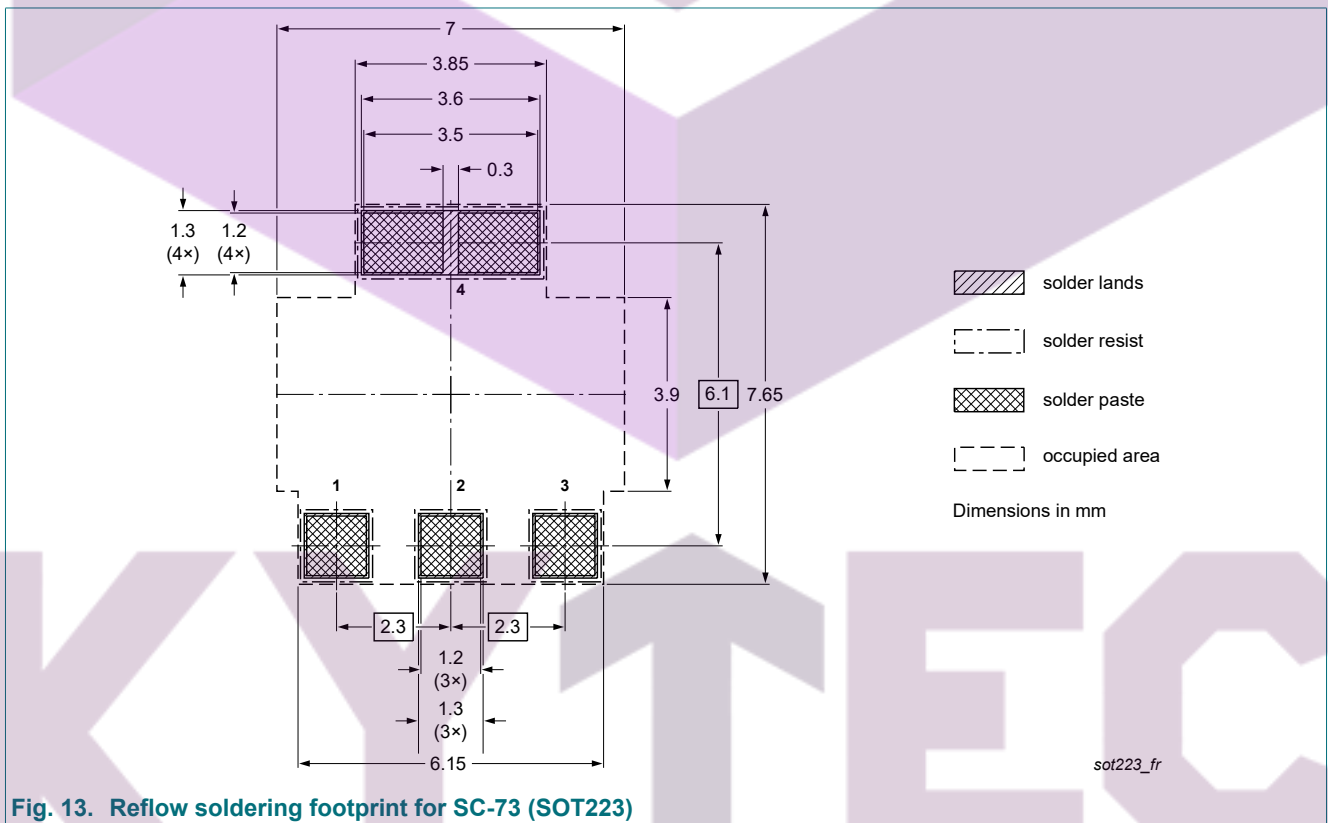 7
3.85
3.6
3.5
0.3
1.3
(4×)
1.2
(4×)
4
solder lands
solder resist
3.9
6.1
7.65
solder paste
occupied area
1
2
3
Dimensions in mm
2.3
2.3
1.2
(3×)
1.3
(3×)
6.15
sot223_fr
KYTEC
Fig. 13. Reflow soldering footprint for SC-73 (SOT223)